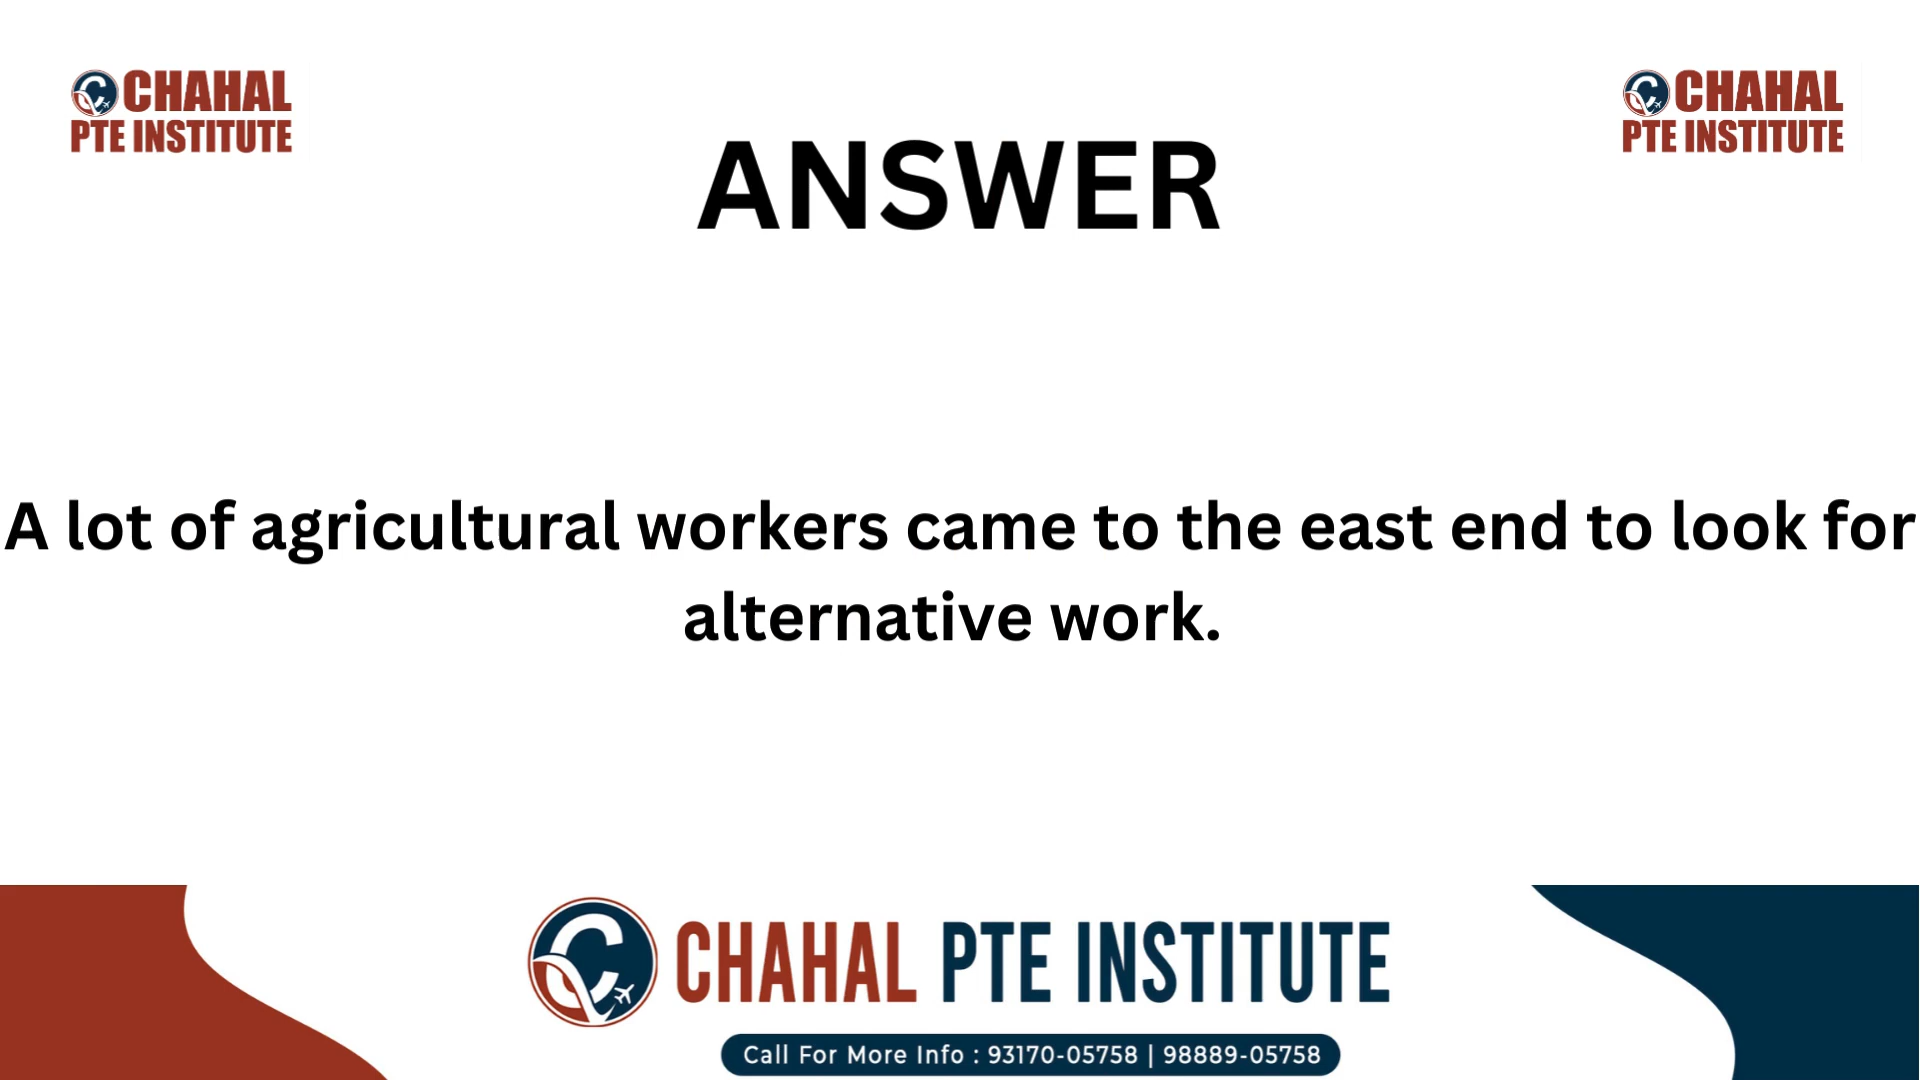 CHAHAL
PTE INSTITUTE
CHAHAL
PTE INSTITUTE
ANSWER
A lot of agricultural workers came to the east end to look for
alternative work.
CHAHAL PTE INSTITUTE
Call For More Info : 93170-05758 | 98889-05758